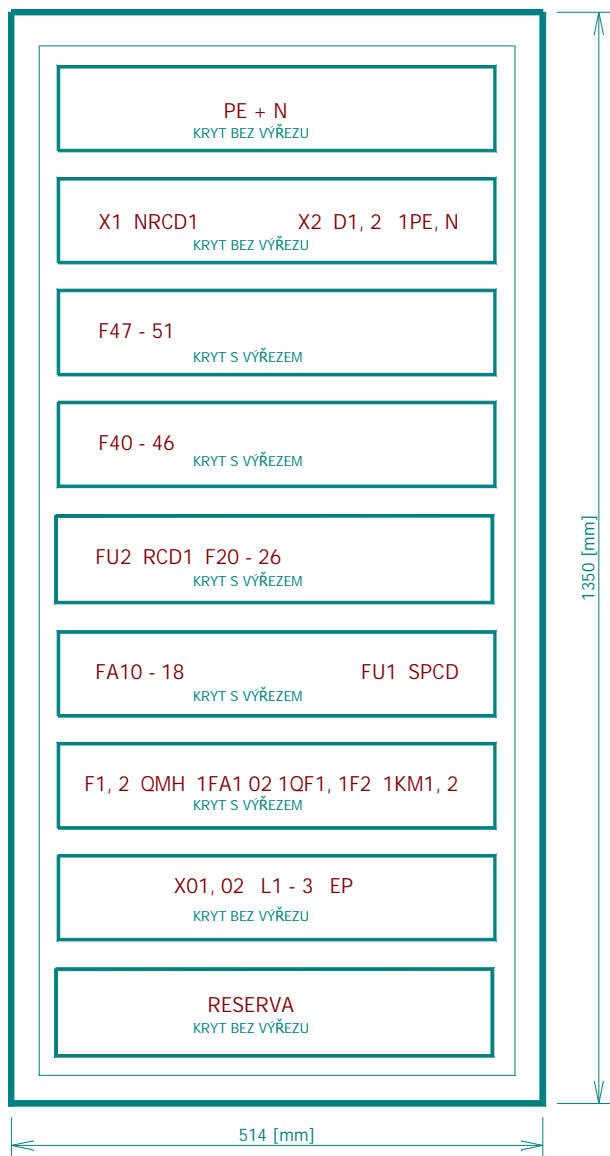 PE + N
KRYT BEZ VÝŘEZU
X1 NRCD1 X2 D1, 2 1PE, N
KRYT BEZ VÝŘEZU
F47 - 51
KRYT S VÝŘEZEM
F40 - 46
KRYT S VÝŘEZEM
FU2 RCD1 F20 - 26
KRYT S VÝŘEZEM
FA10 - 18 FU1 SPCD
KRYT S VÝŘEZEM
F1, 2 QMH 1FA1 02 1QF1, 1F2 1KM1, 2
KRYT S VÝŘEZEM
X01, 02 L1 - 3 EP
KRYT BEZ VÝŘEZU
RESERVA
KRYT BEZ VÝŘEZU
1350 [mm]
514 [mm]